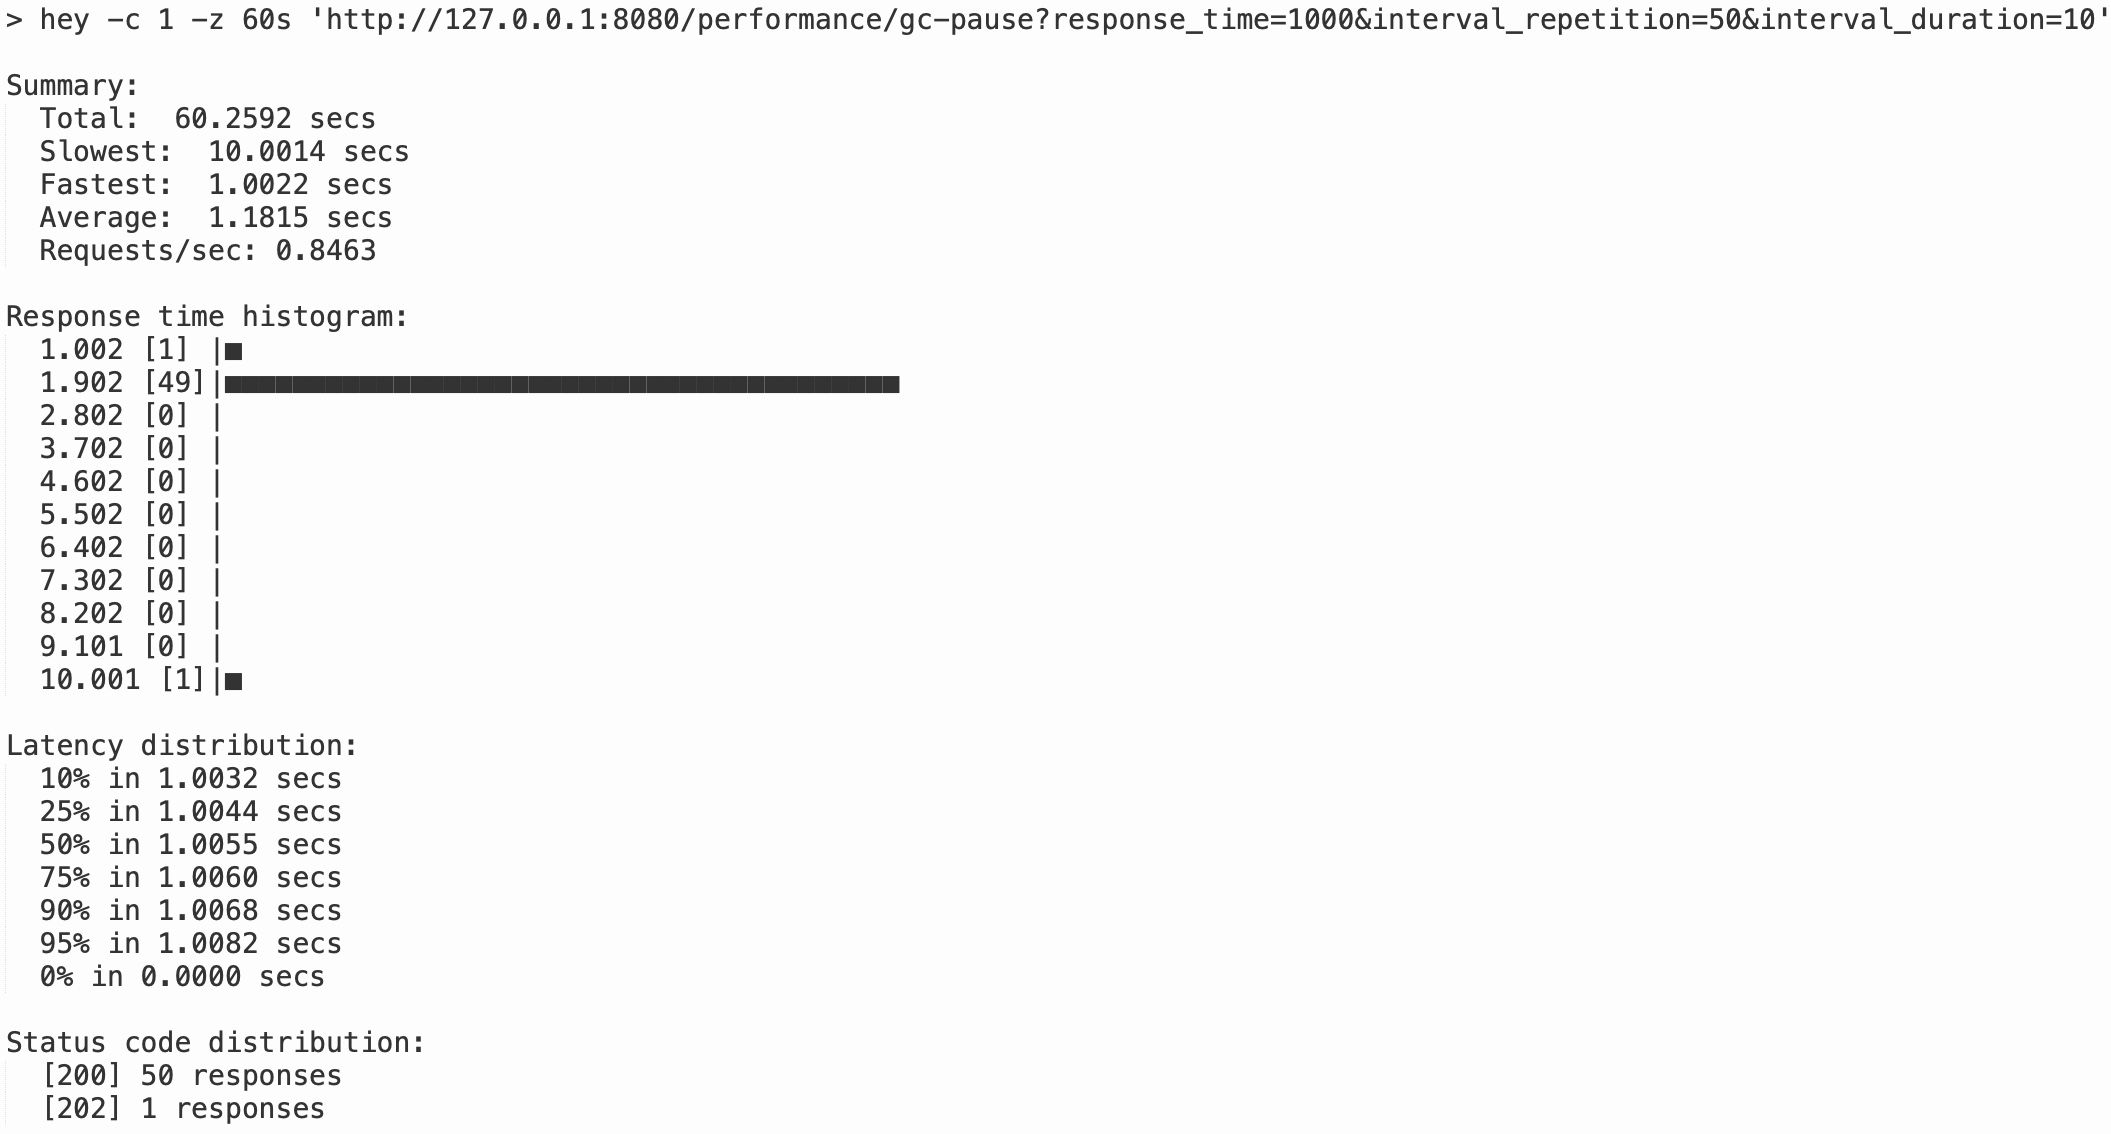 > hey -c 1 -z 60s 'http://127.0.0.1:8080/performance/gc-pause?response_time=1000&interval_repetition=50&interval_duration=10'
Summary:
Total: 60.2592 secs
Slowest: 10.0014 secs
Fastest: 1.0022 secs
Average: 1.1815 secs
Requests/sec: 0.8463
Response time histogram:
1.002 [1] |■
1.902 [49]|■■■■■■■■■■■■■■■■■■■■■■■■■■■■■■■■■■■■■■■■
2.802 [0] |
3.702 [0] |
4.602 [0] |
5.502 [0] |
6.402 [0] |
7.302 [0] |
8.202 [0] |
9.101 [0] |
10.001 [1]|■
Latency distribution:
10% in 1.0032 secs
25% in 1.0044 secs
50% in 1.0055 secs
75% in 1.0060 secs
90% in 1.0068 secs
95% in 1.0082 secs
0% in 0.0000 secs
Status code distribution:
[200] 50 responses
[202] 1 responses